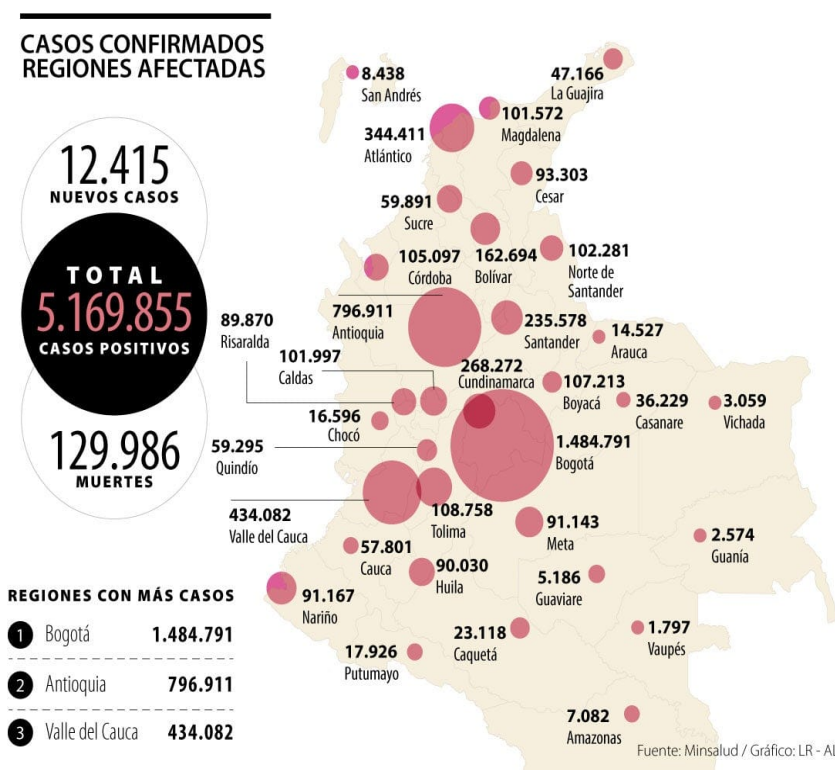 CASOS CONFIRMADOS
REGIONES AFECTADAS
12.415
NUEVOS CASOS
TOTAL
5.169.855
CASOS POSITIVOS
129.986
MUERTES
8.438
San Andrés
47.166
La Guajira
101.572
Magdalena
344.411
Atlántico
93.303
Cesar
59.891
Sucre
105.097
Córdoba
162.694
Bolívar
102.281
Norte de
Santander
796.911
Antioquia
235.578
Santander
14.527
Arauca
89.870
Risaralda
101.997
Caldas
268.272
Cundinamarca
107.213
Boyacá
36.229
Casanare
3.059
Vichada
16.596
Chocó
59.295
Quindío
1.484.791
Bogotá
434.082
Valle del Cauca
108.758
Tolima
91.143
Meta
2.574
Guanía
57.801
Cauca
90.030
Huila
5.186
Guaviare
91.167
Nariño
23.118
Caquetá
1.797
Vaupés
17.926
Putumayo
7.082
Amazonas
REGIONES CON MÁS CASOS
1 Bogotá 1.484.791
2 Antioquia 796.911
3 Valle del Cauca 434.082
Fuente: Minsalud / Gráfico: LR - AL